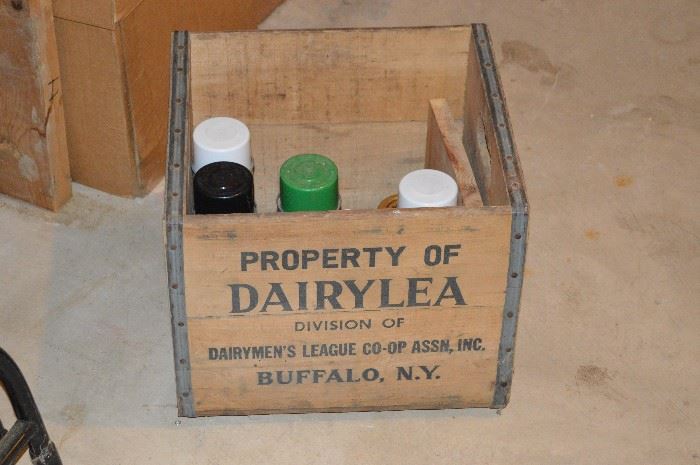 PROPERTY OF
DAIRYLEA
DIVISION OF
DAIRYMEN'S LEAGUE CO-OP ASSN, INC.
BUFFALO, N.Y.